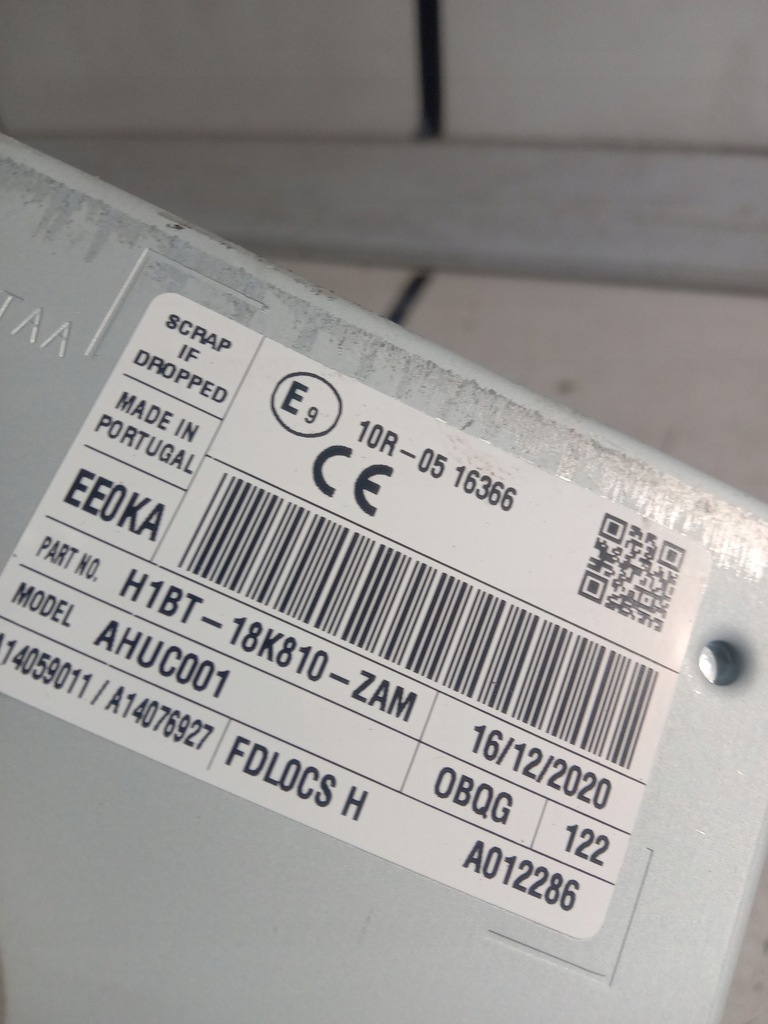 SCRAP
IF
DROPPED
E9
10R-05 16366
CE
MADE IN
PORTUGAL
EE0KA
PART NO. H1BT-18K810-ZAM
16/12/2020
MODEL AHUC001
OBQG
122
A14059011 / A14076927
FDL0CS H
A012286